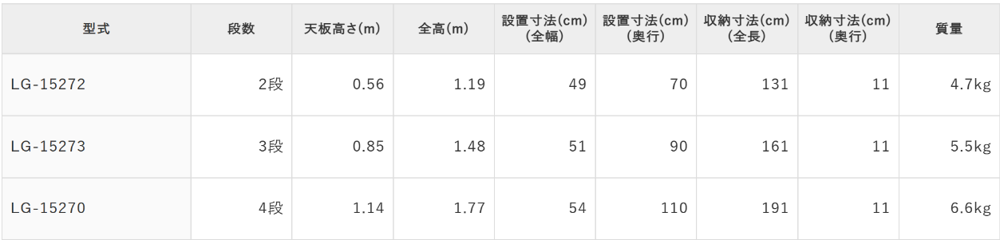 型式 段数 天板高さ(m) 全高(m) 設置寸法(cm)(全幅) 設置寸法(cm)(奥行) 収納寸法(cm)(全長) 収納寸法(cm)(奥行) 質量
LG-15272 2段 0.56 1.19 49 70 131 11 4.7kg
LG-15273 3段 0.85 1.48 51 90 161 11 5.5kg
LG-15270 4段 1.14 1.77 54 110 191 11 6.6kg